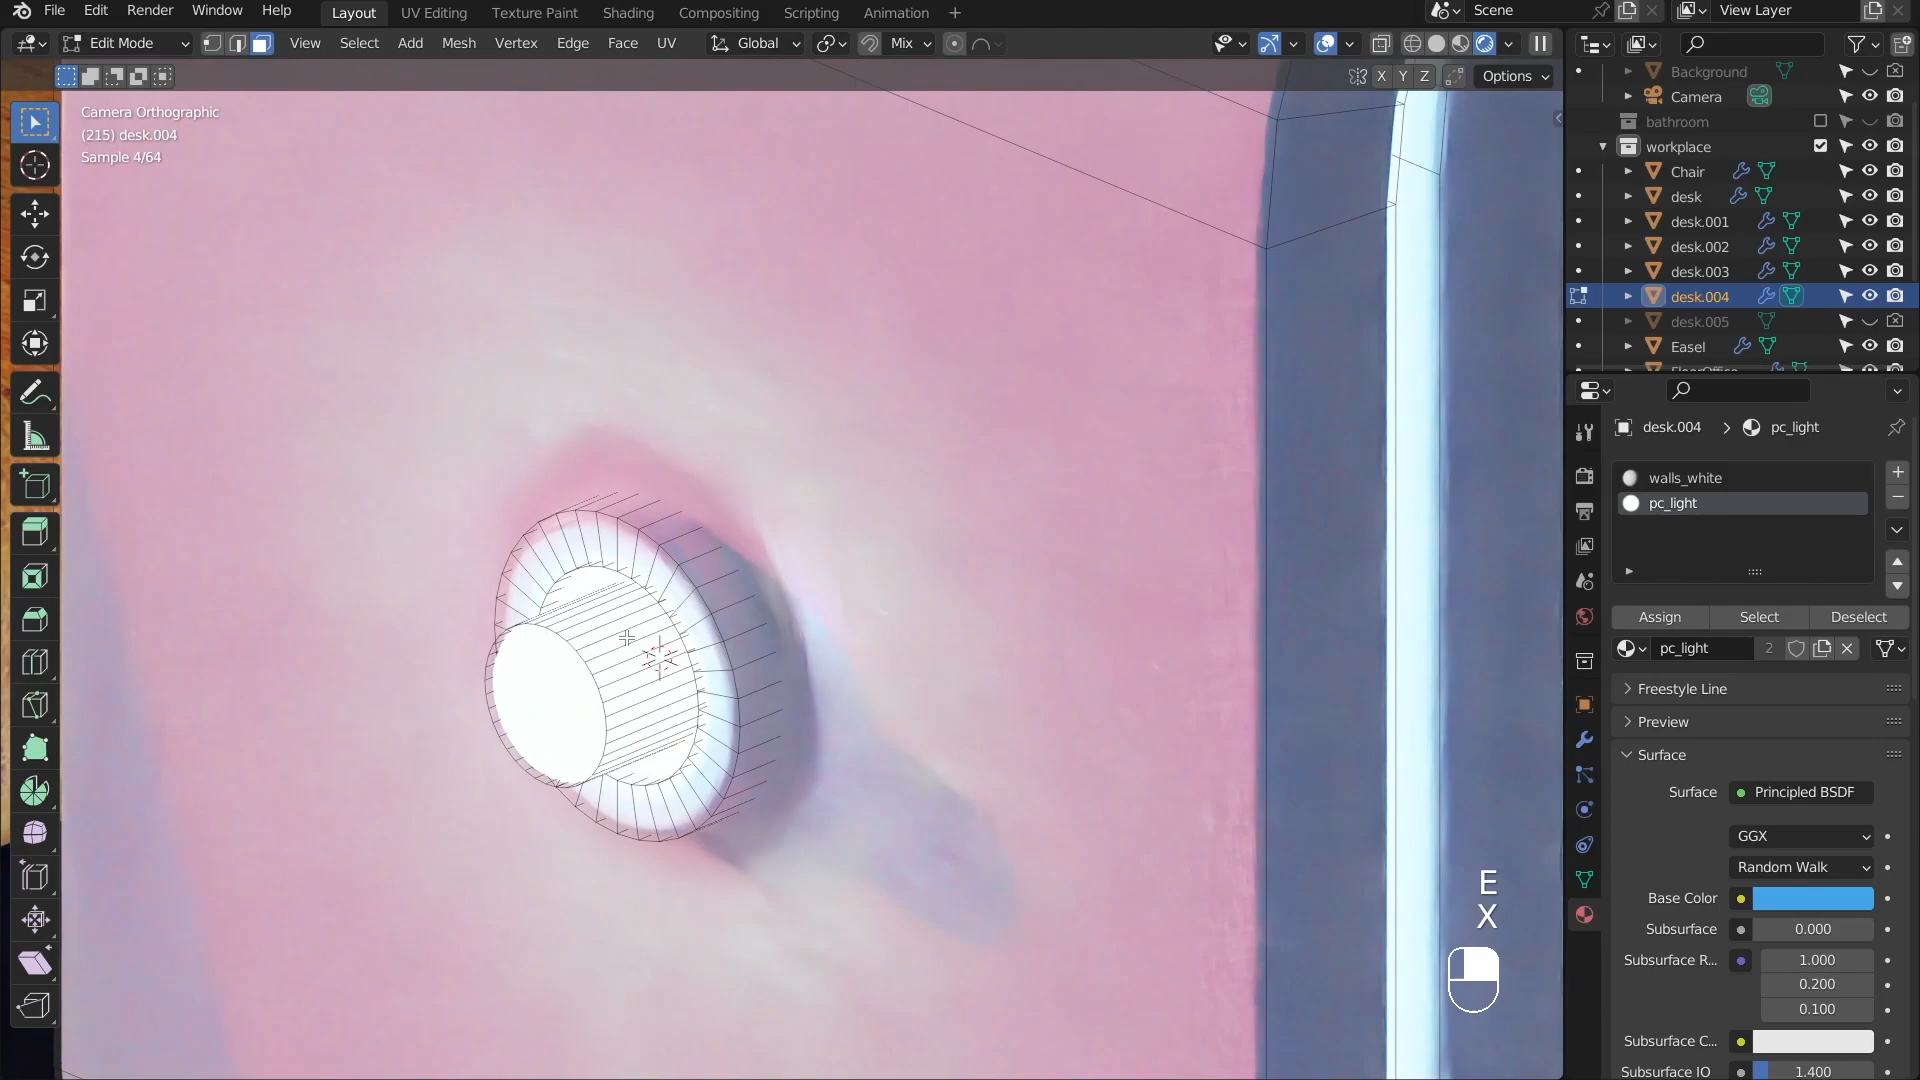 File Edit Render Window Help Layout UV Editing Texture Paint Shading Compositing Scripting Animation + Scene View Layer
Edit Mode View Select Add Mesh Vertex Edge Face UV Global Mix
X Y Z Options
Camera Orthographic
(215) desk.004
Sample 4/64
Background
Camera
bathroom
workplace
Chair
desk
desk.001
desk.002
desk.003
desk.004
desk.005
Easel
desk.004 > pc_light
walls_white
pc_light
Assign Select Deselect
pc_light 2
Freestyle Line
Preview
Surface
Surface Principled BSDF
GGX
Random Walk
Base Color
Subsurface 0.000
Subsurface R... 1.000
0.200
0.100
Subsurface C...
Subsurface IO 1.400
E
X